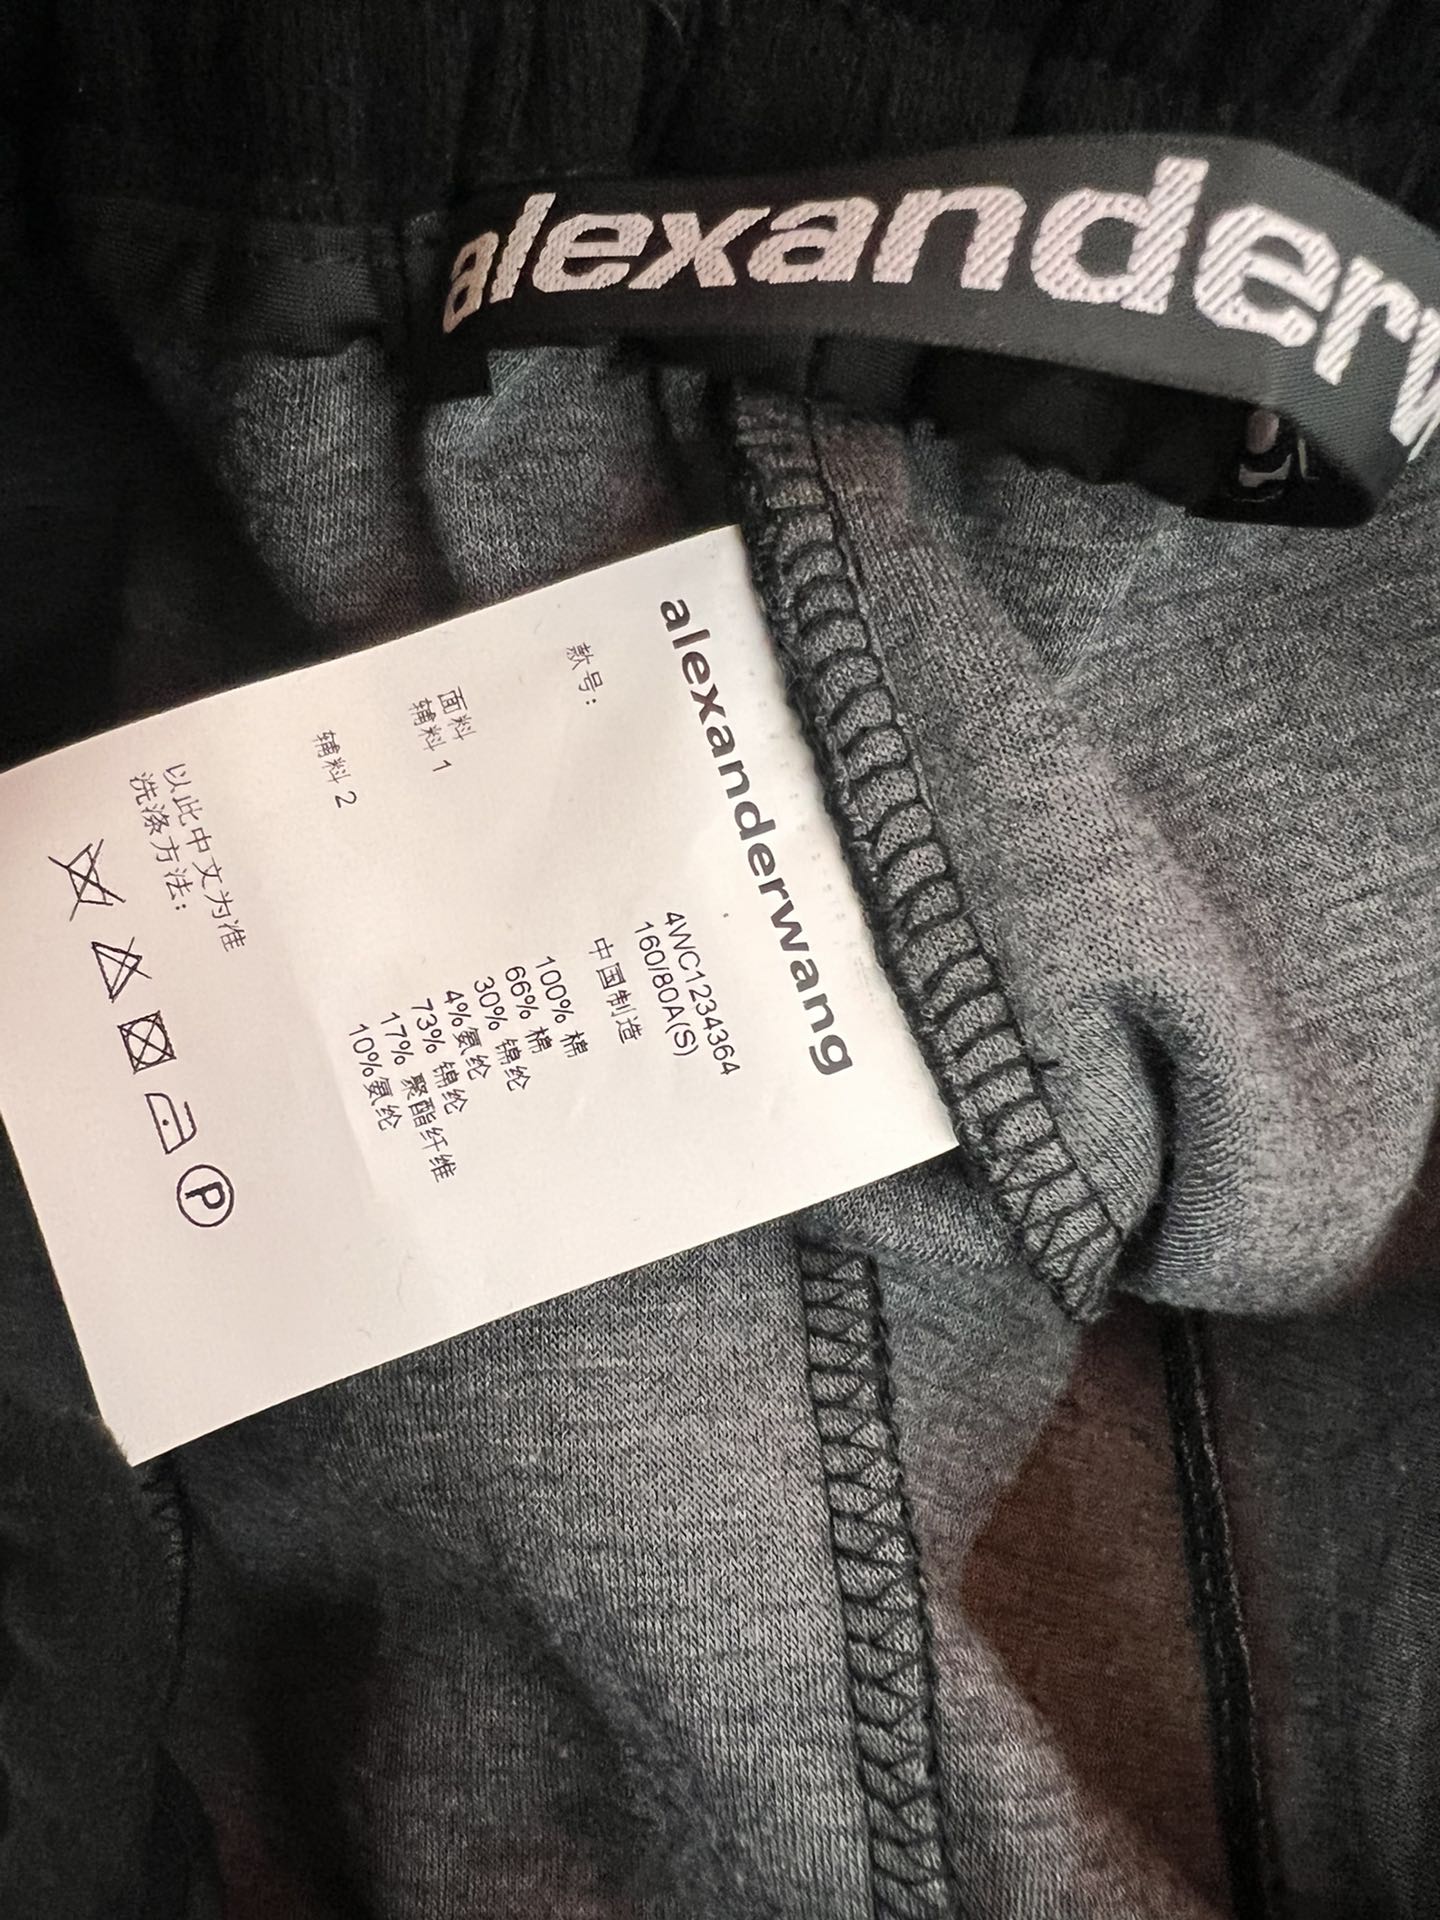 alexanderw
alexanderwang
款号: 4WC1234364
160/80A(S)
中国制造
面料 100% 棉
辅料 1 66% 棉
30% 锦纶
4%氨纶
辅料 2 73% 锦纶
17% 聚酯纤维
10%氨纶
以此中文为准
洗涤方法:
P